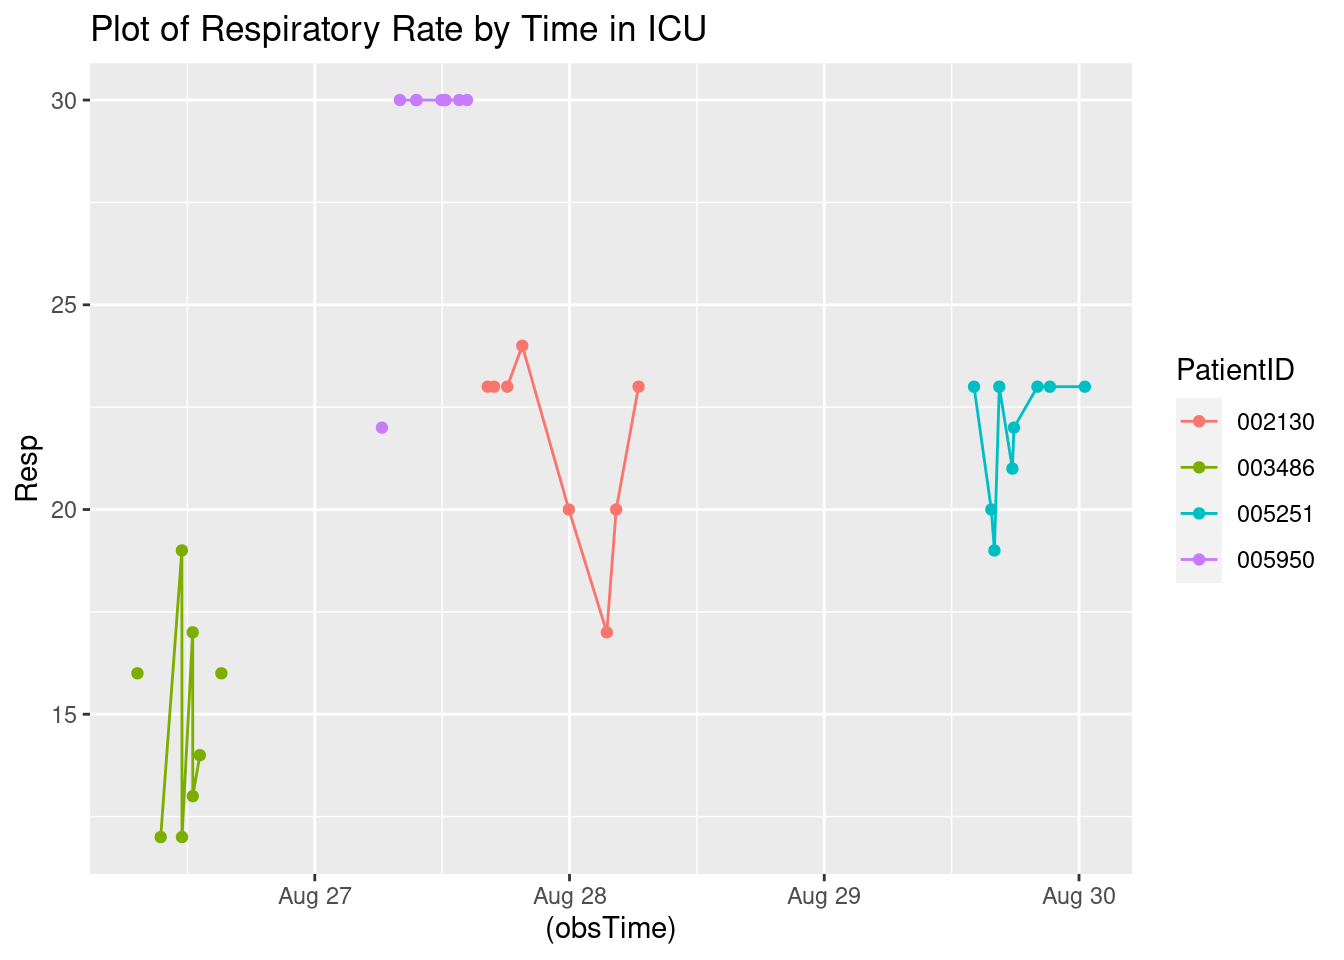 Plot of Respiratory Rate by Time in ICU
30
25
20
15
Resp
Aug 27
Aug 28
Aug 29
Aug 30
(obsTime)
PatientID
002130
003486
005251
005950